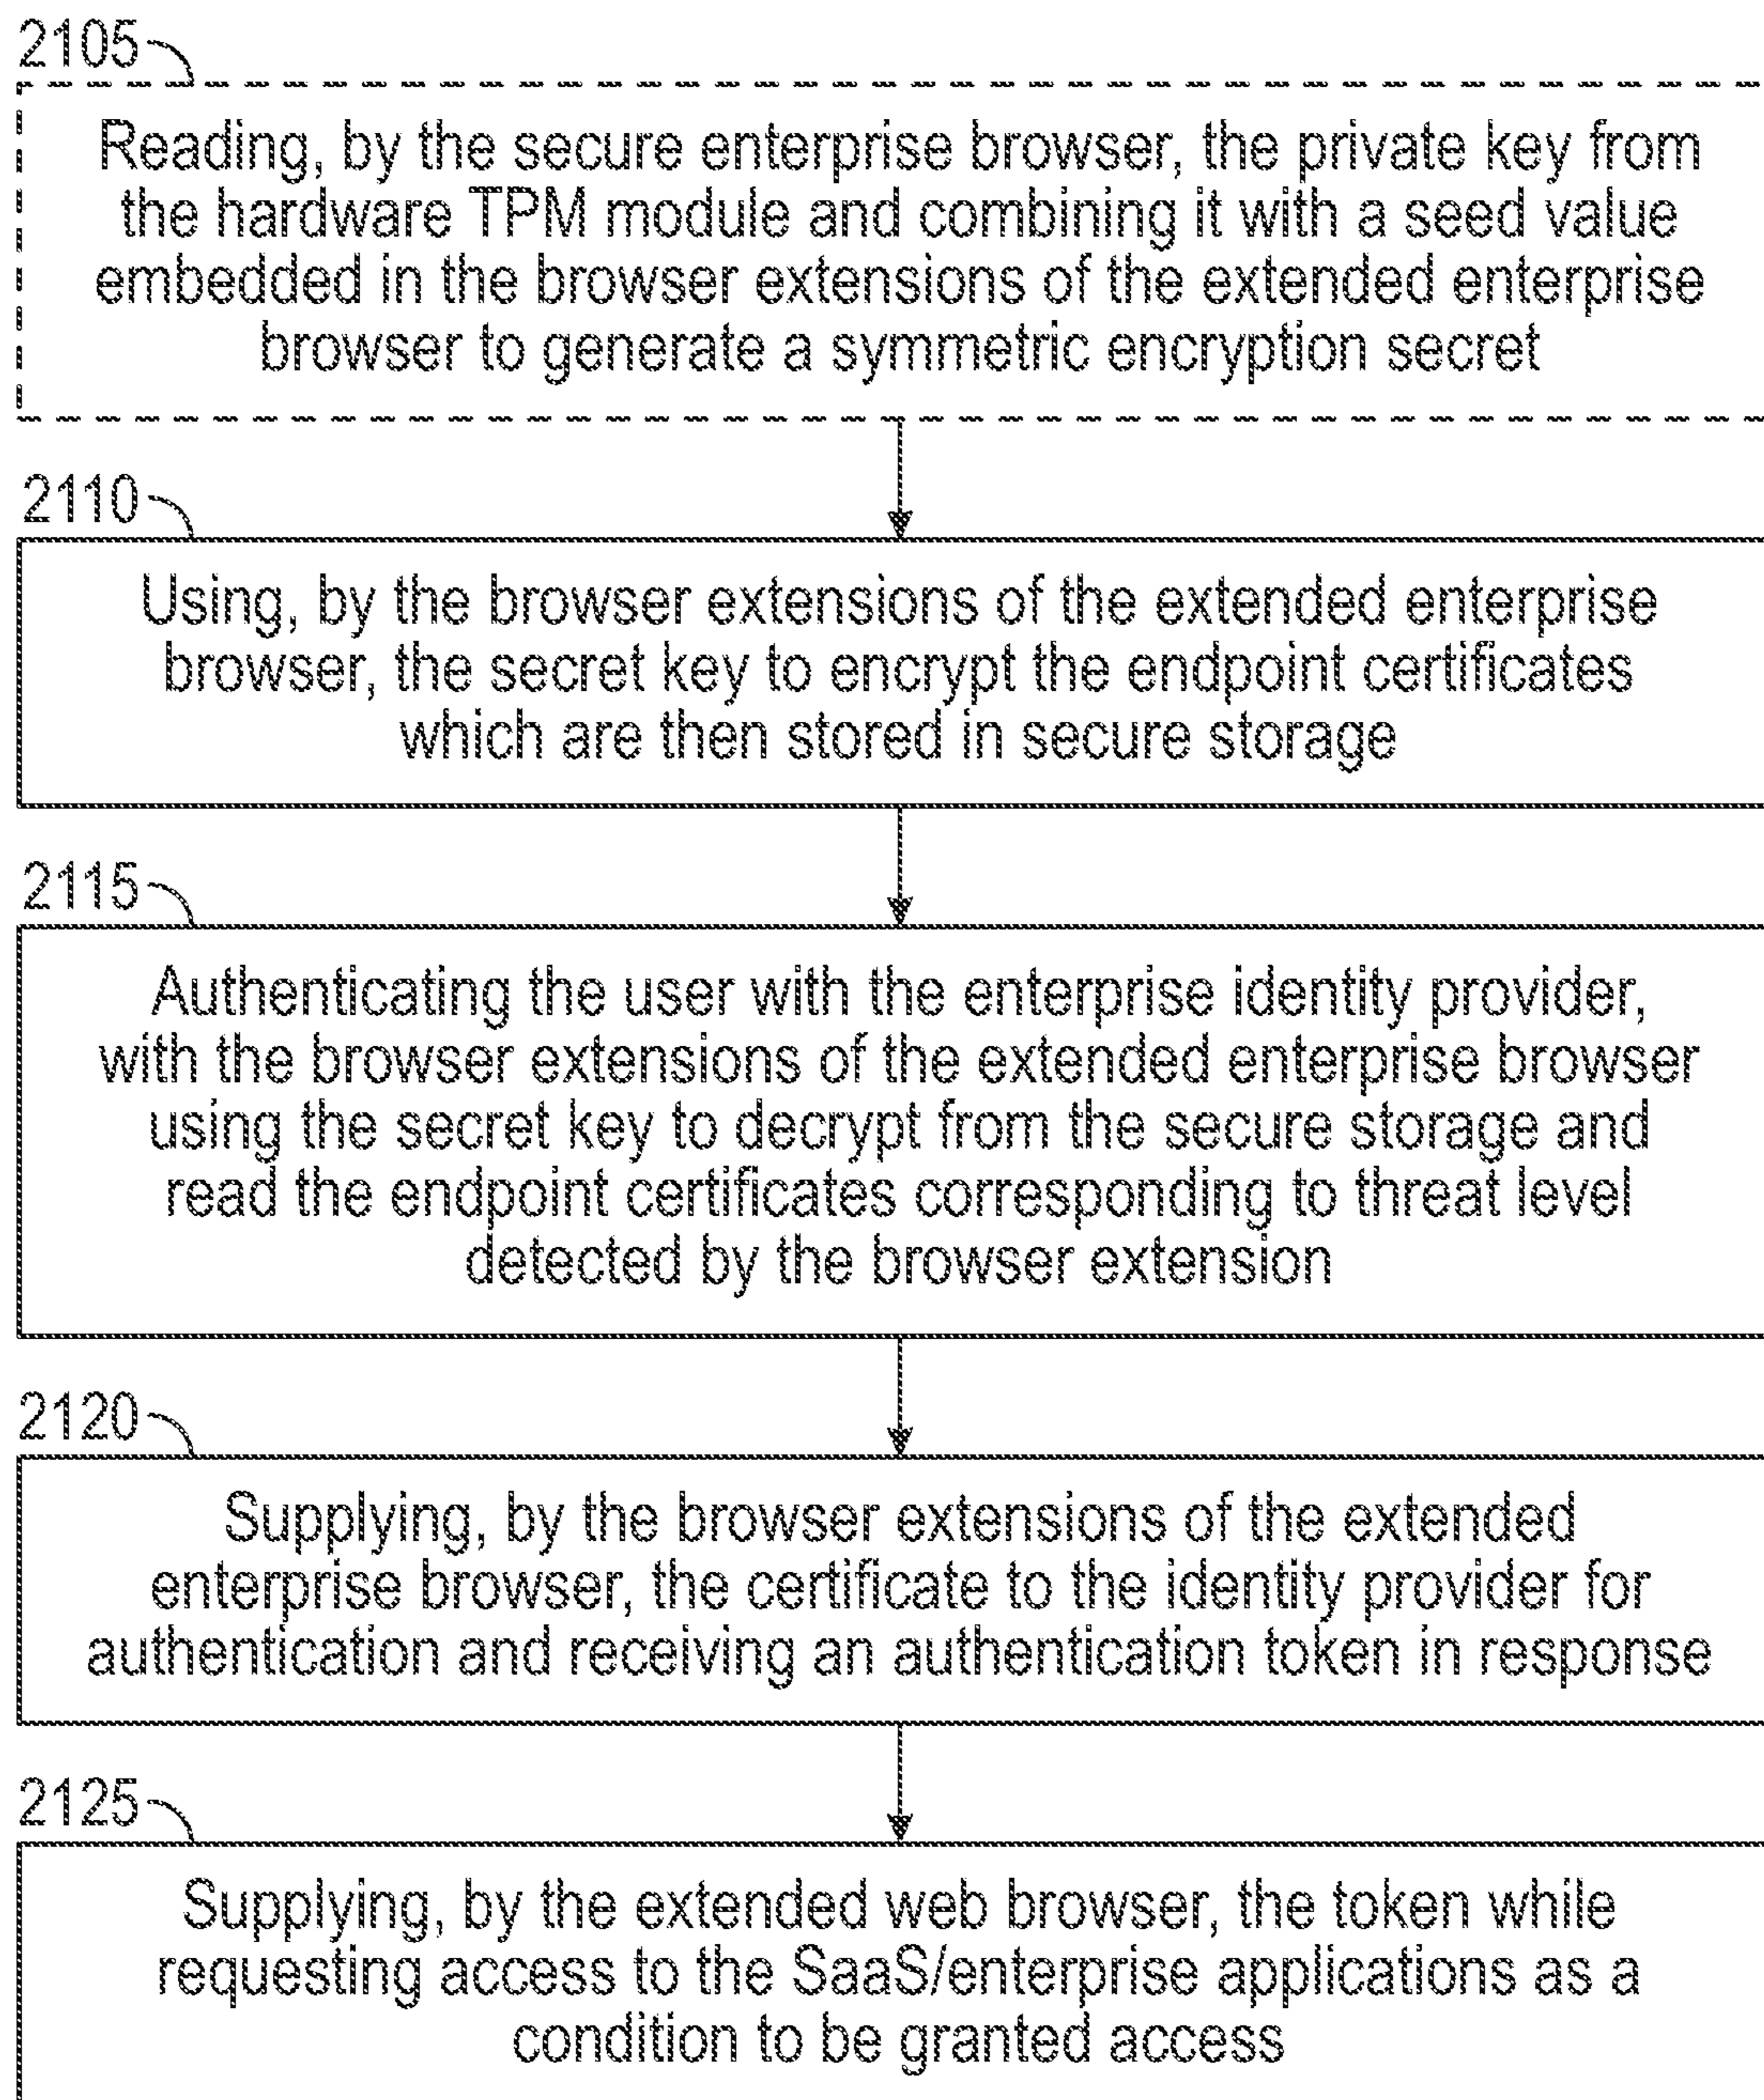 2105
Reading, by the secure enterprise browser, the private key from
the hardware TPM module and combining it with a seed value
embedded in the browser extensions of the extended enterprise
browser to generate a symmetric encryption secret
2110
Using, by the browser extensions of the extended enterprise
browser, the secret key to encrypt the endpoint certificates
which are then stored in secure storage
2115
Authenticating the user with the enterprise identity provider,
with the browser extensions of the extended enterprise browser
using the secret key to decrypt from the secure storage and
read the endpoint certificates corresponding to threat level
detected by the browser extension
2120
Supplying, by the browser extensions of the extended
enterprise browser, the certificate to the identity provider for
authentication and receiving an authentication token in response
2125
Supplying, by the extended web browser, the token while
requesting access to the SaaS/enterprise applications as a
condition to be granted access